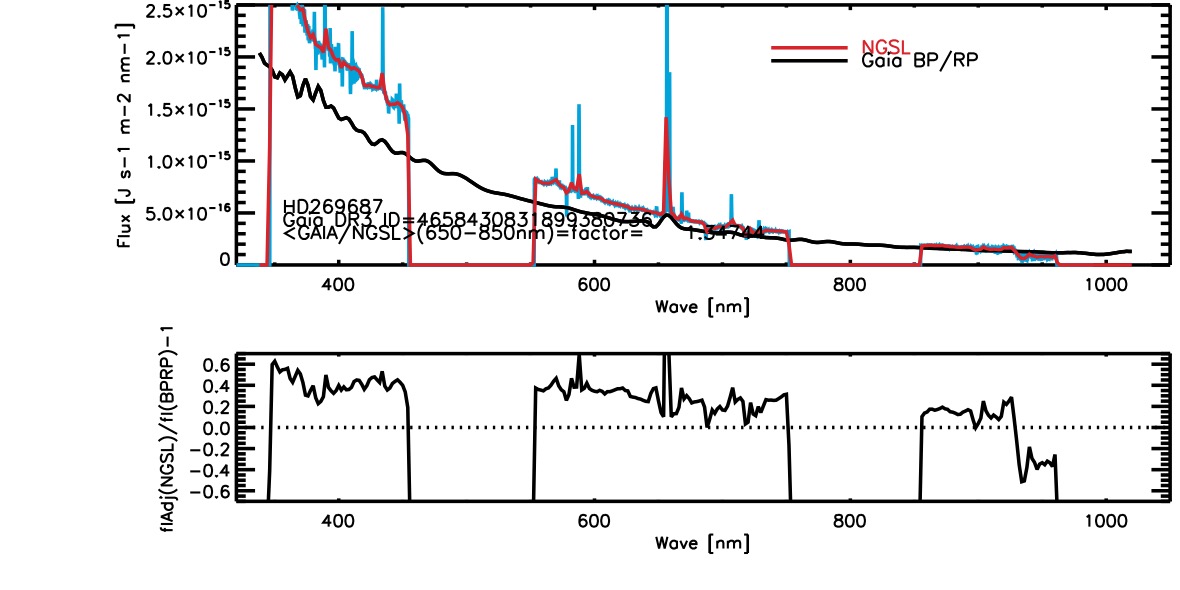 2.5×10⁻¹⁵
2.0×10⁻¹⁵
1.5×10⁻¹⁵
1.0×10⁻¹⁵
5.0×10⁻¹⁶
0
Flux [J s−1 m−2 nm−1]
NGSL
Gaia BP/RP
HD269687
Gaia DR3 ID=4658430831899380736
<GAIA/NGSL>(650−850nm)=factor= 1.34744
400 600 800 1000
Wave [nm]
0.6
0.4
0.2
0.0
−0.2
−0.4
−0.6
flAdj(NGSL)/fl(BPRP)−1
400 600 800 1000
Wave [nm]